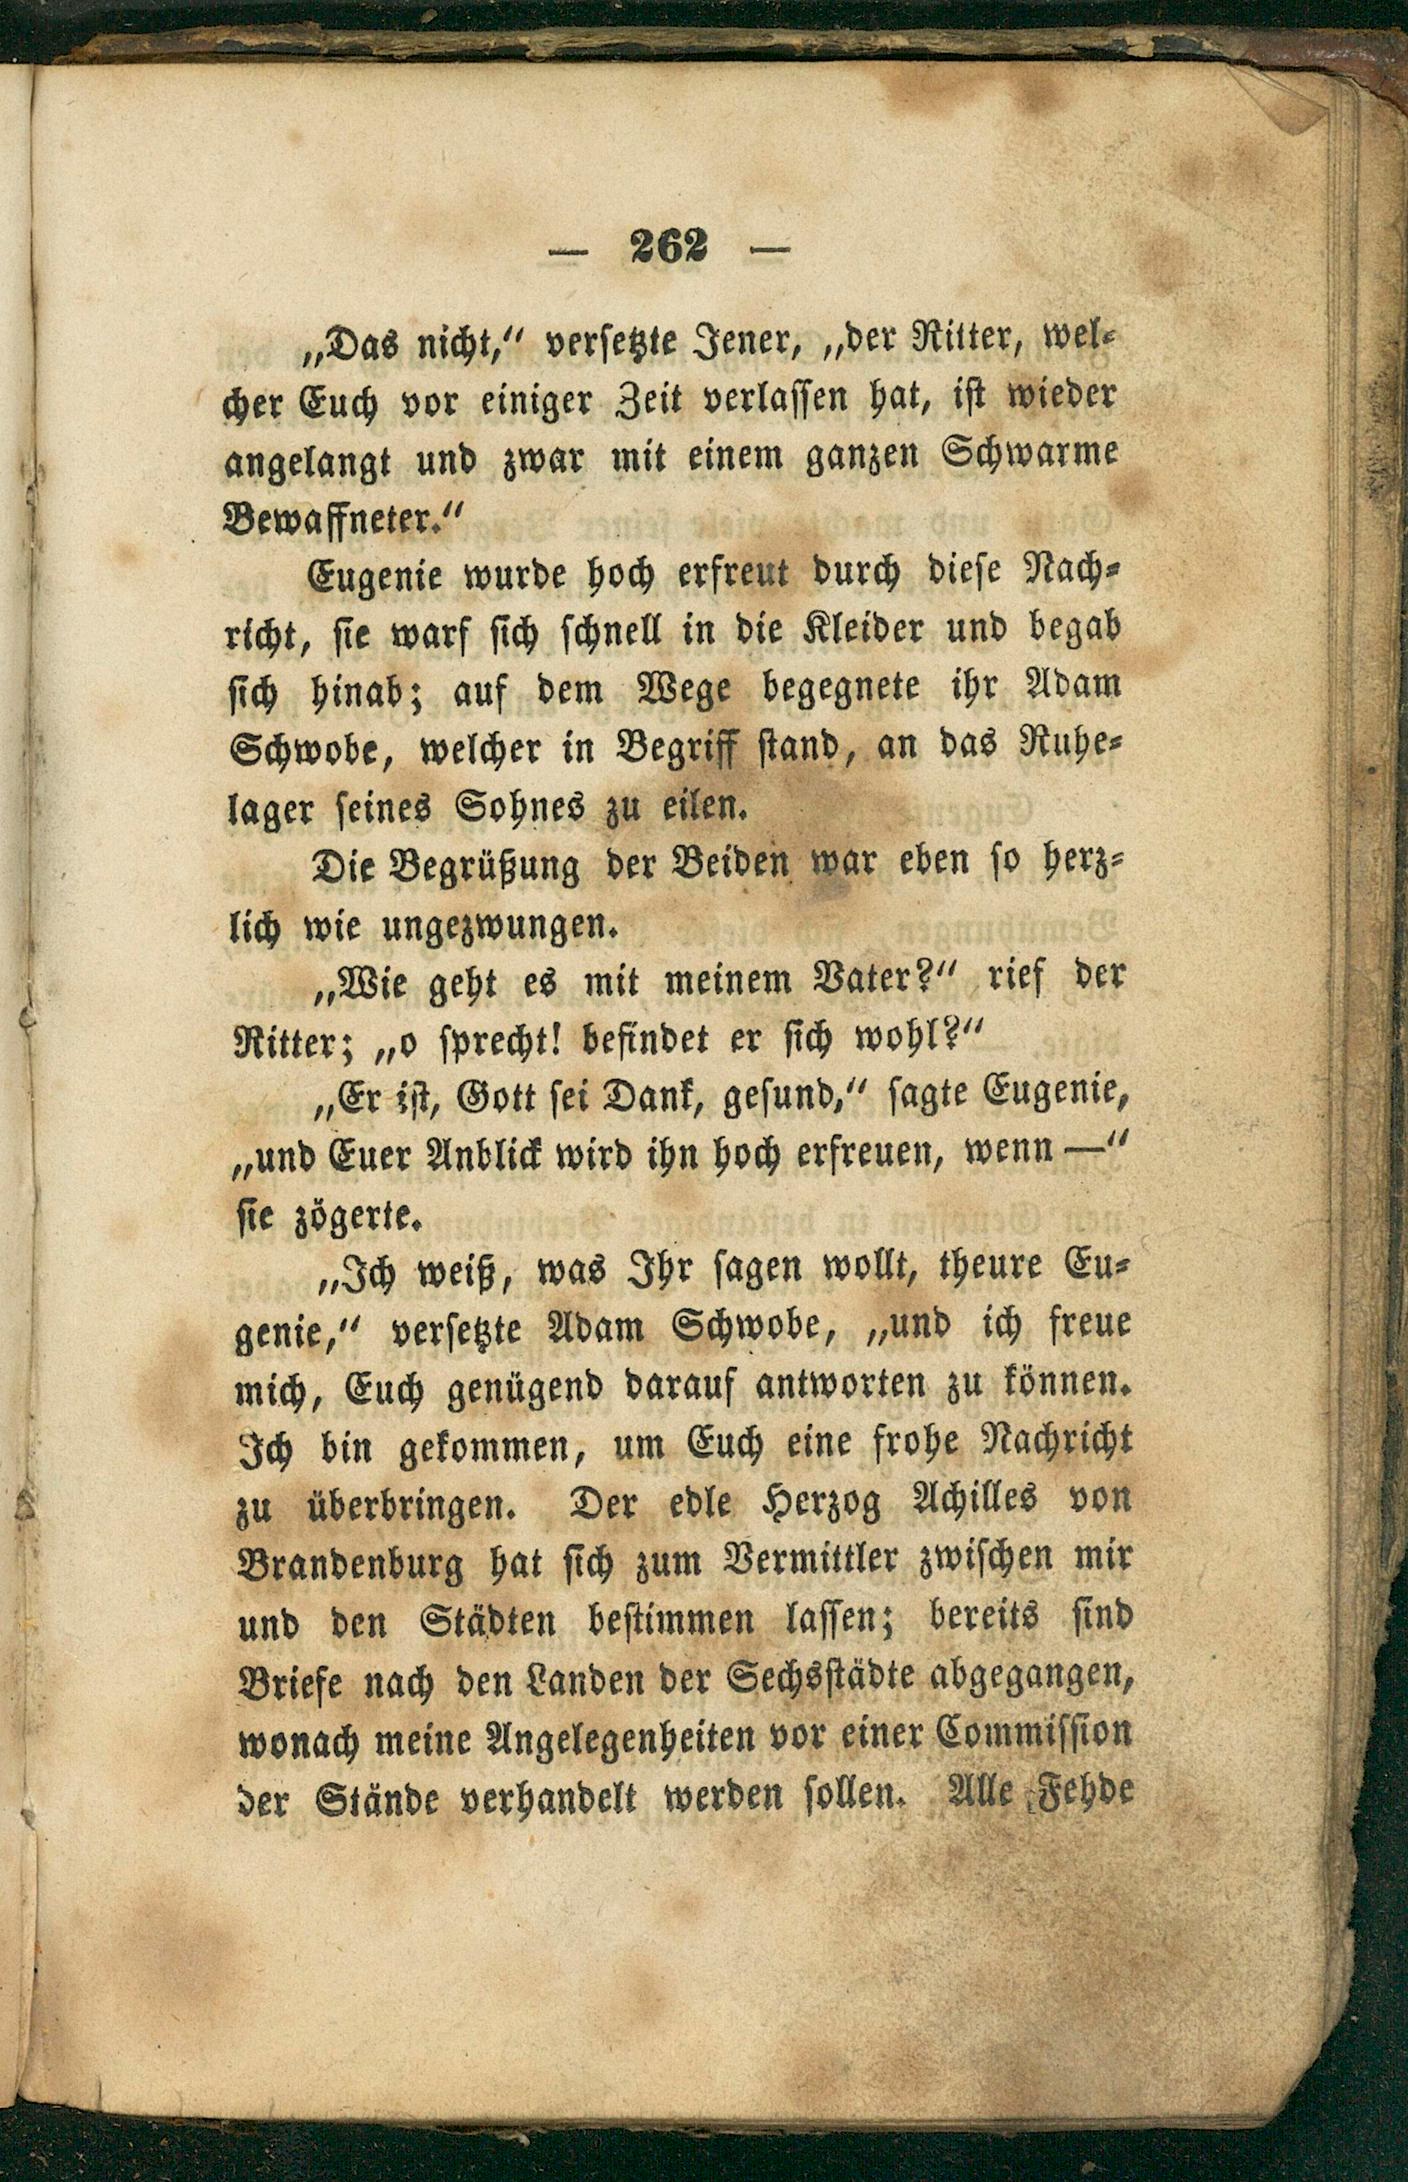 — 262 —
„Das nicht,“ versetzte Jener, „der Ritter, wel-
cher Euch vor einiger Zeit verlassen hat, ist wieder
angelangt und zwar mit einem ganzen Schwarme
Bewaffneter.“
Eugenie wurde hoch erfreut durch diese Nach-
richt, sie warf sich schnell in die Kleider und begab
sich hinab; auf dem Wege begegnete ihr Adam
Schwobe, welcher in Begriff stand, an das Ruhe-
lager seines Sohnes zu eilen.
Die Begrüßung der Beiden war eben so herz-
lich wie ungezwungen.
„Wie geht es mit meinem Vater?“ rief der
Ritter; „o sprecht! befindet er sich wohl?“
„Er ist, Gott sei Dank, gesund,“ sagte Eugenie,
„und Euer Anblick wird ihn hoch erfreuen, wenn —“
sie zögerte.
„Ich weiß, was Ihr sagen wollt, theure Eu-
genie,“ versetzte Adam Schwobe, „und ich freue
mich, Euch genügend darauf antworten zu können.
Ich bin gekommen, um Euch eine frohe Nachricht
zu überbringen. Der edle Herzog Achilles von
Brandenburg hat sich zum Vermittler zwischen mir
und den Städten bestimmen lassen; bereits sind
Briefe nach den Landen der Sechsstädte abgegangen,
wonach meine Angelegenheiten vor einer Commission
der Stände verhandelt werden sollen. Alle Fehde